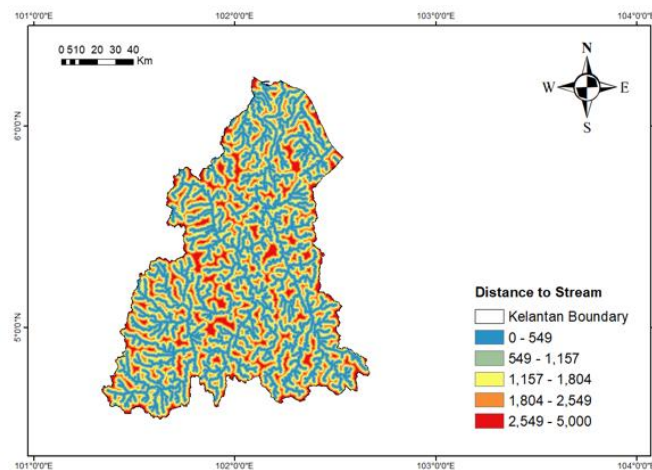 101°0'0"E 102°0'0"E 103°0'0"E 104°0'0"E
0 510 20 30 40
Km
N
W E
S
6°0'0"N
5°0'0"N
Distance to Stream
Kelantan Boundary
0 - 549
549 - 1,157
1,157 - 1,804
1,804 - 2,549
2,549 - 5,000
101°0'0"E 102°0'0"E 103°0'0"E 104°0'0"E